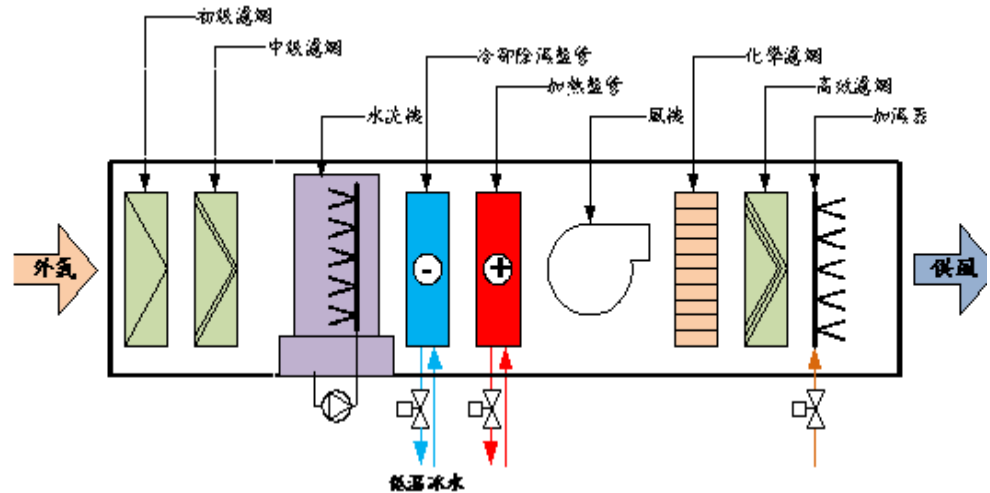 初級濾網
中級濾網
冷卻除濕盤管
化學濾網
加熱盤管
高效濾網
水洗機
風機
加濕器
外氣
供風
-
+
低溫冰水